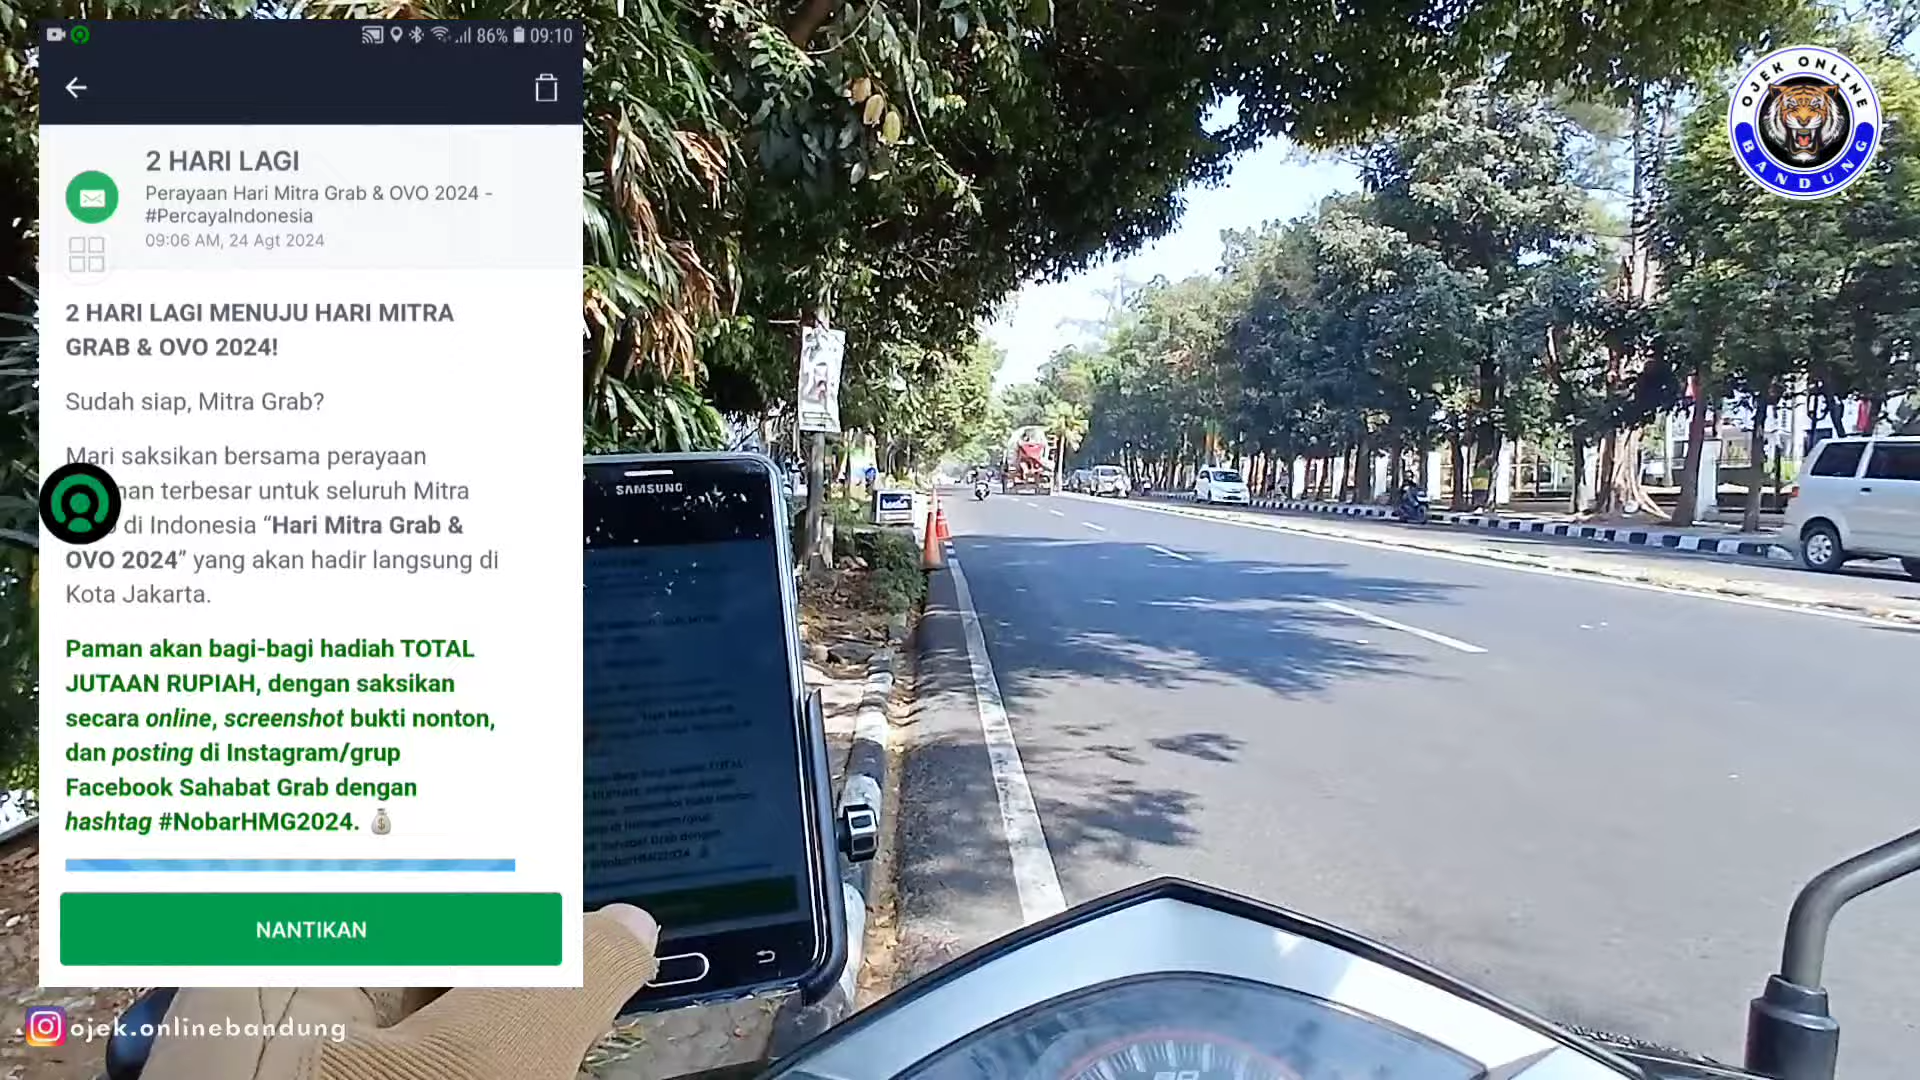 86% 09:10
2 HARI LAGI
Perayaan Hari Mitra Grab & OVO 2024 -
#PercayaIndonesia
09:06 AM, 24 Agt 2024
2 HARI LAGI MENUJU HARI MITRA
GRAB & OVO 2024!
Sudah siap, Mitra Grab?
Mari saksikan bersama perayaan
terbesar untuk seluruh Mitra
di Indonesia “Hari Mitra Grab &
OVO 2024” yang akan hadir langsung di
Kota Jakarta.
Paman akan bagi-bagi hadiah TOTAL
JUTAAN RUPIAH, dengan saksikan
secara online, screenshot bukti nonton,
dan posting di Instagram/grup
Facebook Sahabat Grab dengan
hashtag #NobarHMG2024.
NANTIKAN
ojek.onlinebandung
SAMSUNG
OJEK ONLINE
BANDUNG